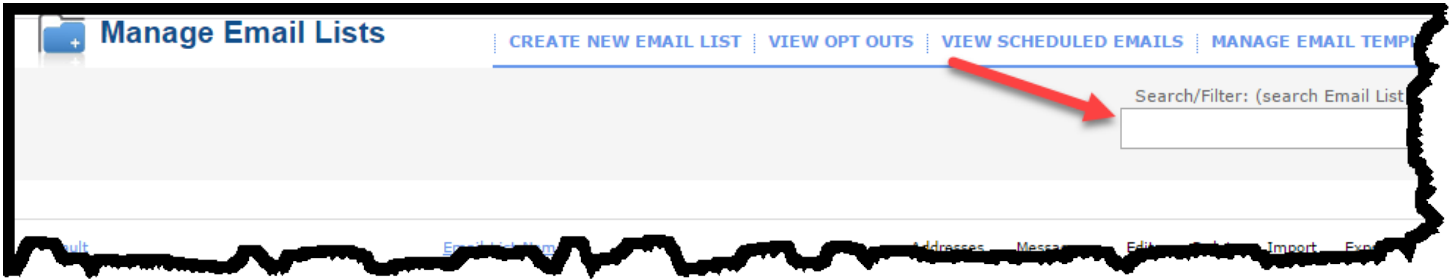 Manage Email Lists
CREATE NEW EMAIL LIST VIEW OPT OUTS VIEW SCHEDULED EMAILS MANAGE EMAIL
Search/Filter: (search Email List
Addresses Edit Import